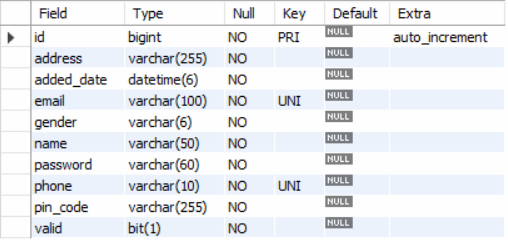 Field Type Null Key Default Extra
id bigint NO PRI NULL auto_increment
address varchar(255) NO NULL
added_date datetime(6) NO NULL
email varchar(100) NO UNI NULL
gender varchar(6) NO NULL
name varchar(50) NO NULL
password varchar(60) NO NULL
phone varchar(10) NO UNI NULL
pin_code varchar(255) NO NULL
valid bit(1) NO NULL